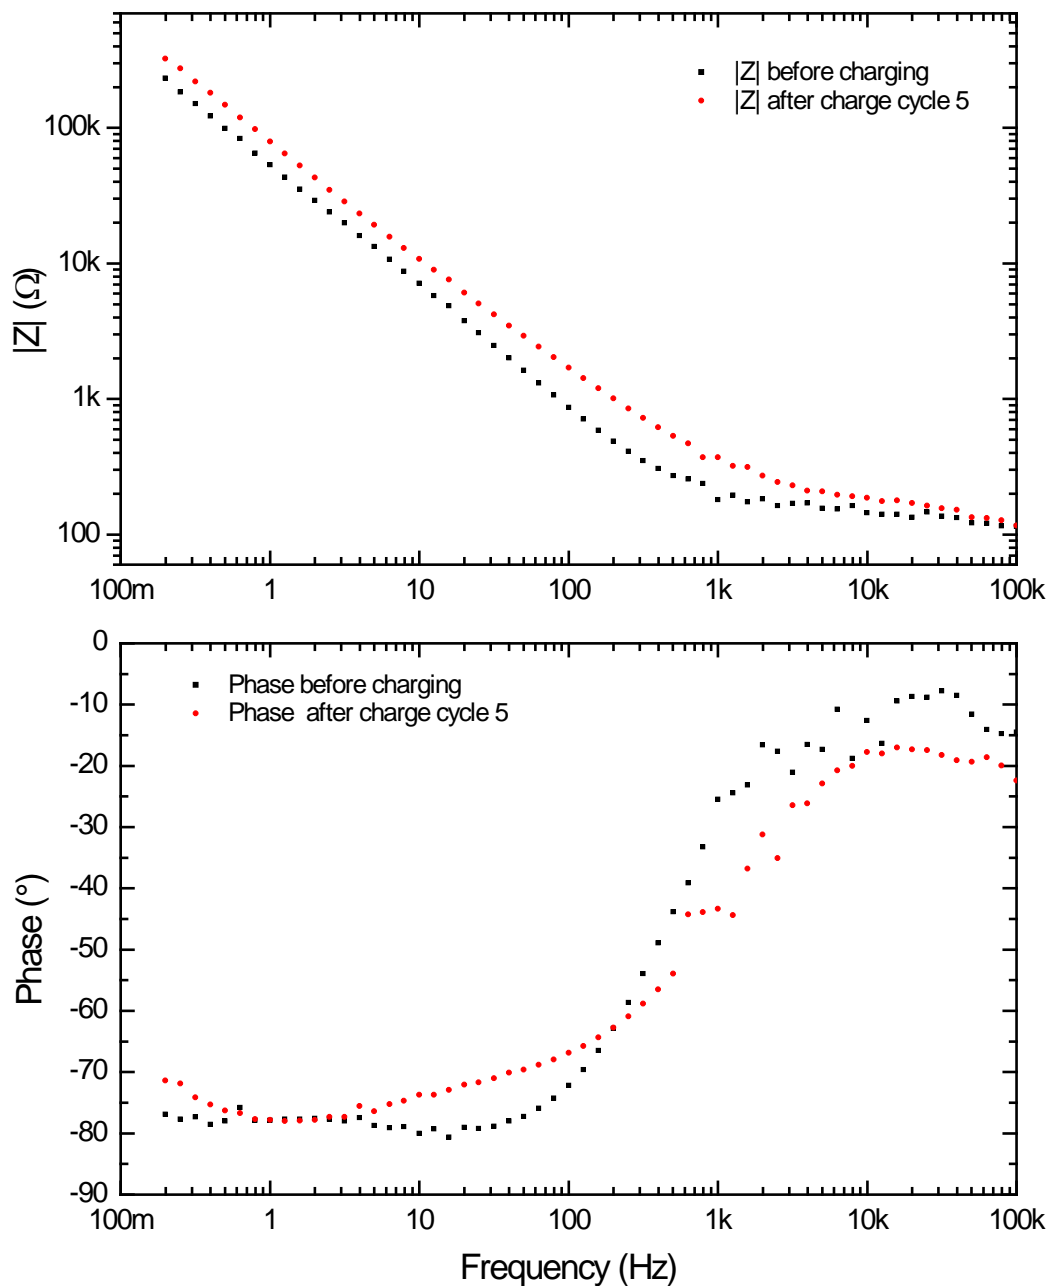 |Z| before charging
|Z| after charge cycle 5
100k
10k
1k
100
|Z| (Ω)
100m 1 10 100 1k 10k 100k
0
-10
-20
-30
-40
-50
-60
-70
-80
-90
Phase (°)
Phase before charging
Phase after charge cycle 5
100m 1 10 100 1k 10k 100k
Frequency (Hz)